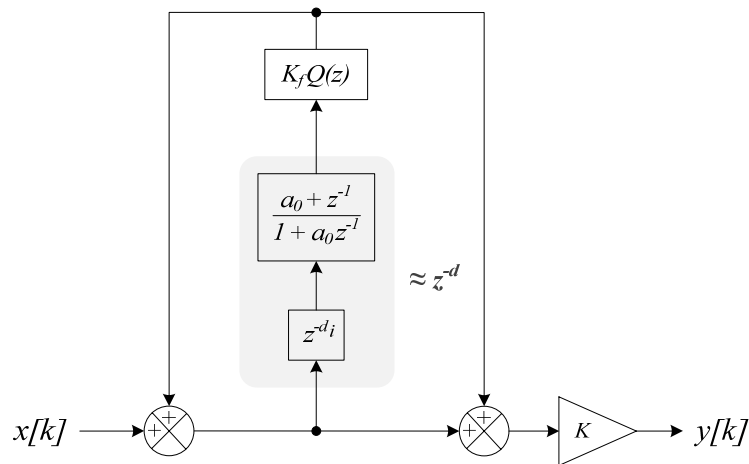 K_f Q(z)
a_0 + z^{-1}
1 + a_0 z^{-1}
≈ z^{-d}
z^{-d_i}
x[k]
+
+
+
+
K
y[k]